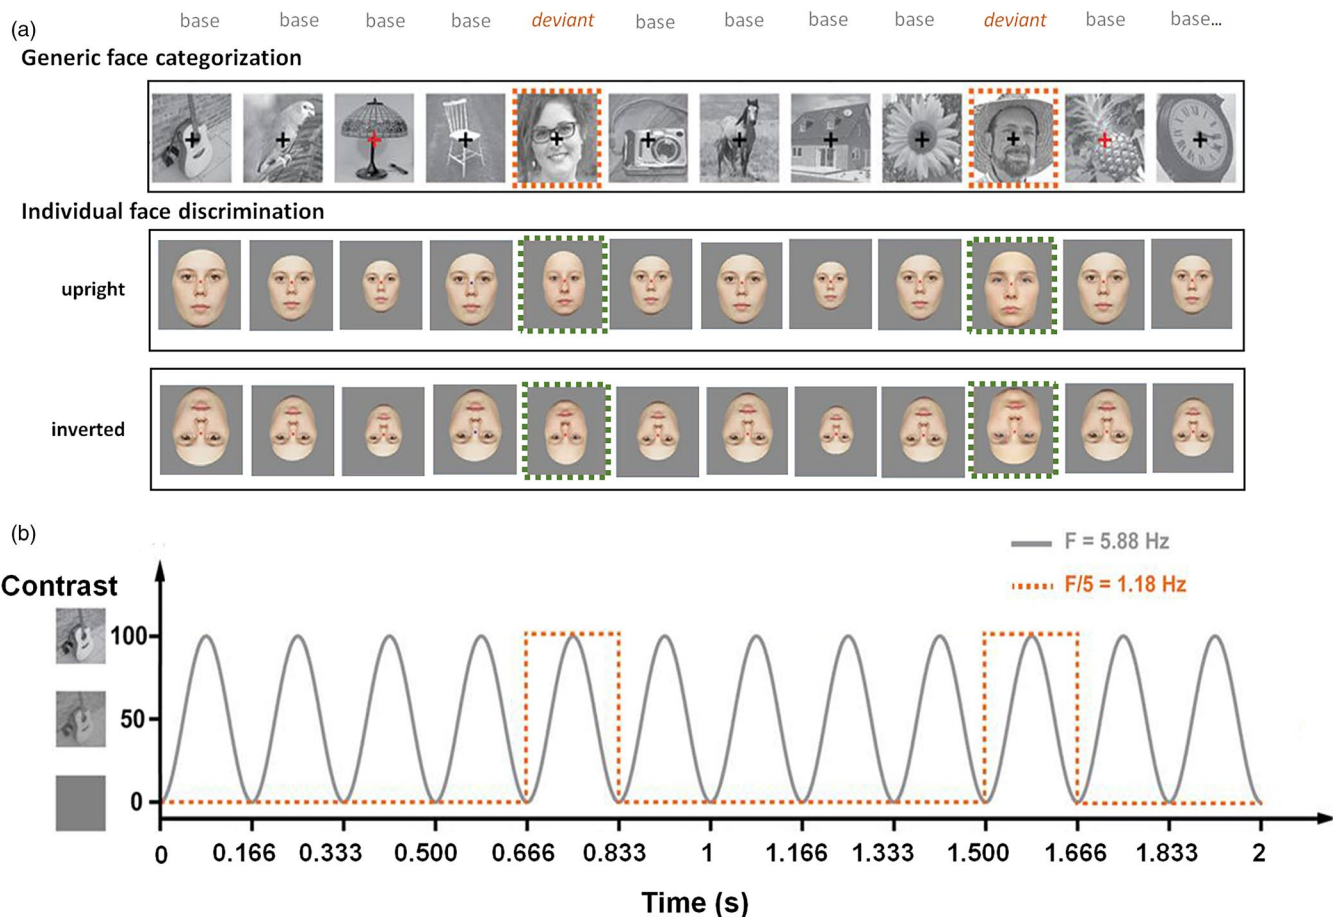 base base base base deviant base base base base deviant base base...
(a)
Generic face categorization
Individual face discrimination
upright
inverted
(b)
F = 5.88 Hz
F/5 = 1.18 Hz
Contrast
100
50
0
0 0.166 0.333 0.500 0.666 0.833 1 1.166 1.333 1.500 1.666 1.833 2
Time (s)